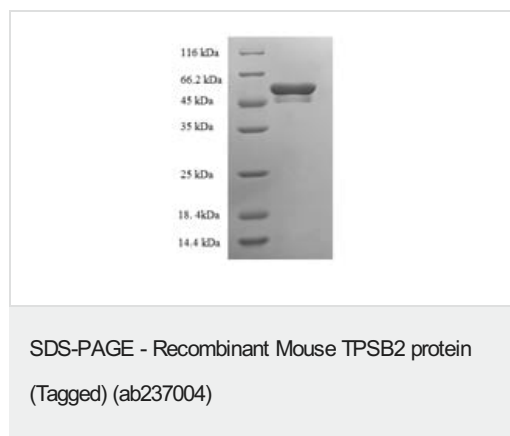 116 kDa
66.2 kDa
45 kDa
35 kDa
25 kDa
18.4kDa
14.4 kDa
SDS-PAGE - Recombinant Mouse TPSB2 protein
(Tagged) (ab237004)